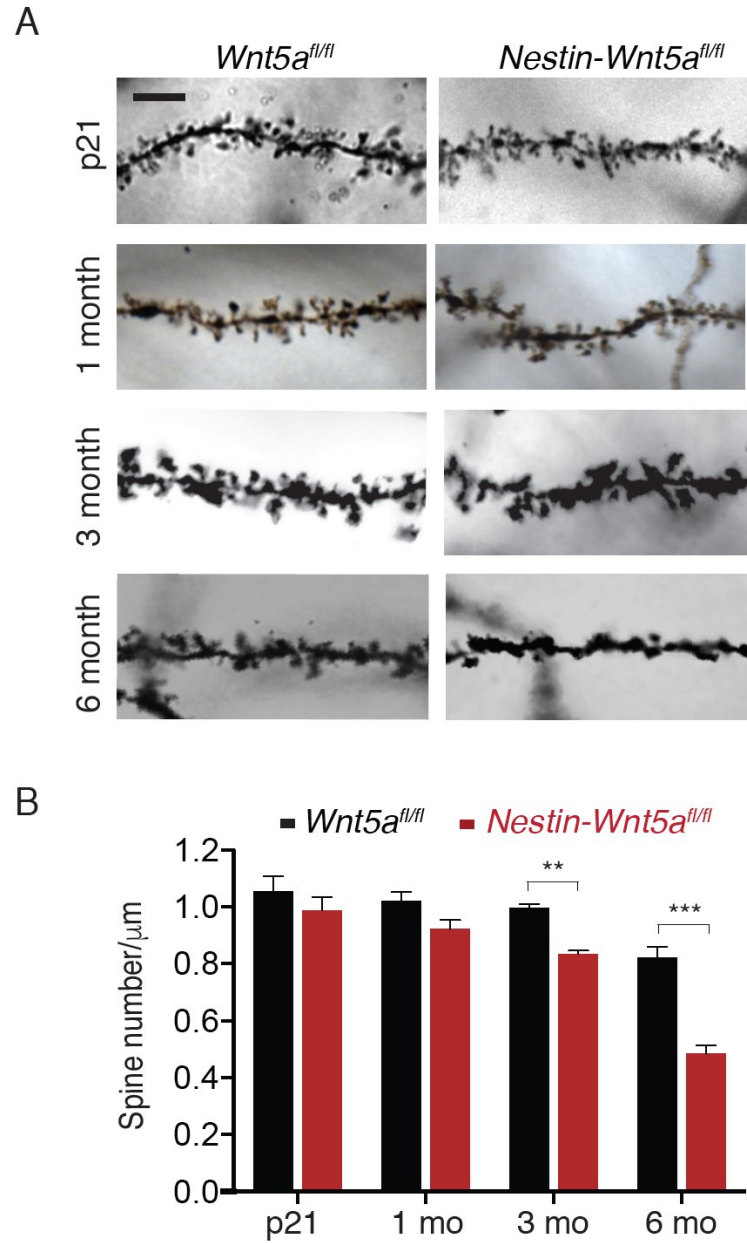 A
Wnt5afl/fl Nestin-Wnt5afl/fl
p21
1 month
3 month
6 month
B
Wnt5afl/fl Nestin-Wnt5afl/fl
Spine number/μm
1.2
1.0
0.8
0.6
0.4
0.2
0.0
**
***
p21 1 mo 3 mo 6 mo